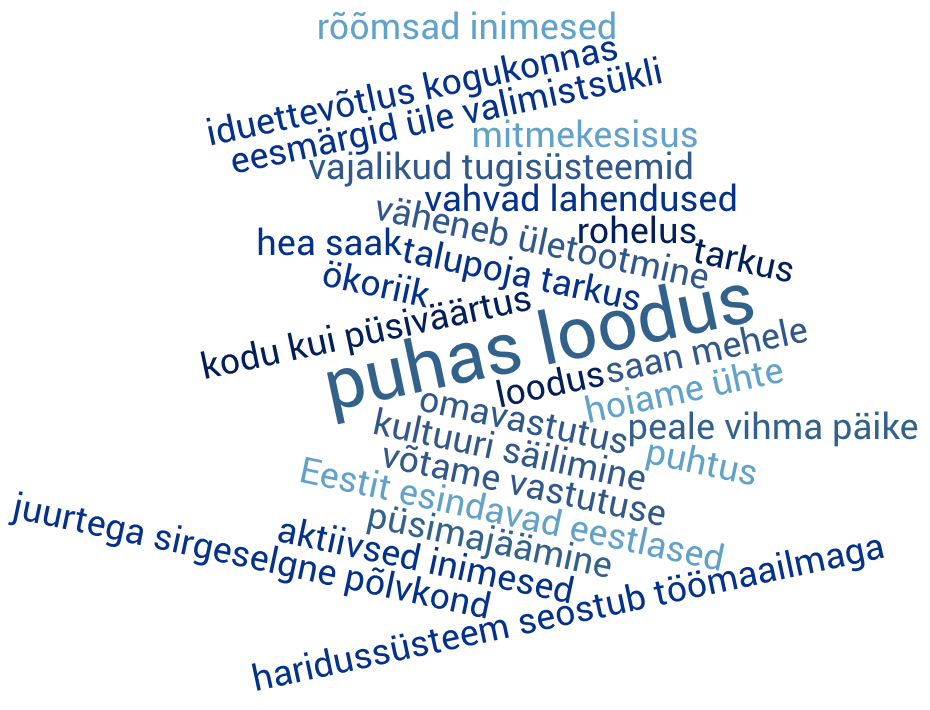 rõõmsad inimesed
iduettevõtlus kogukonnas
eesmärgid üle valimistsükli
mitmekesisus
vajalikud tugisüsteemid
vahvad lahendused
väheneb ületootmine
rohelus
tarkus
hea saak
talupoja tarkus
ökoriik
kodu kui püsiväärtus
puhas loodus
loodus
saan mehele
hoiame ühte
omavastutus
peale vihma päike
kultuuri säilimine
puhtus
võtame vastutuse
Eestit esindavad eestlased
püsimajäämine
aktiivsed inimesed
juurtega sirgeselgne põlvkond
haridussüsteem seostub töömaailmaga